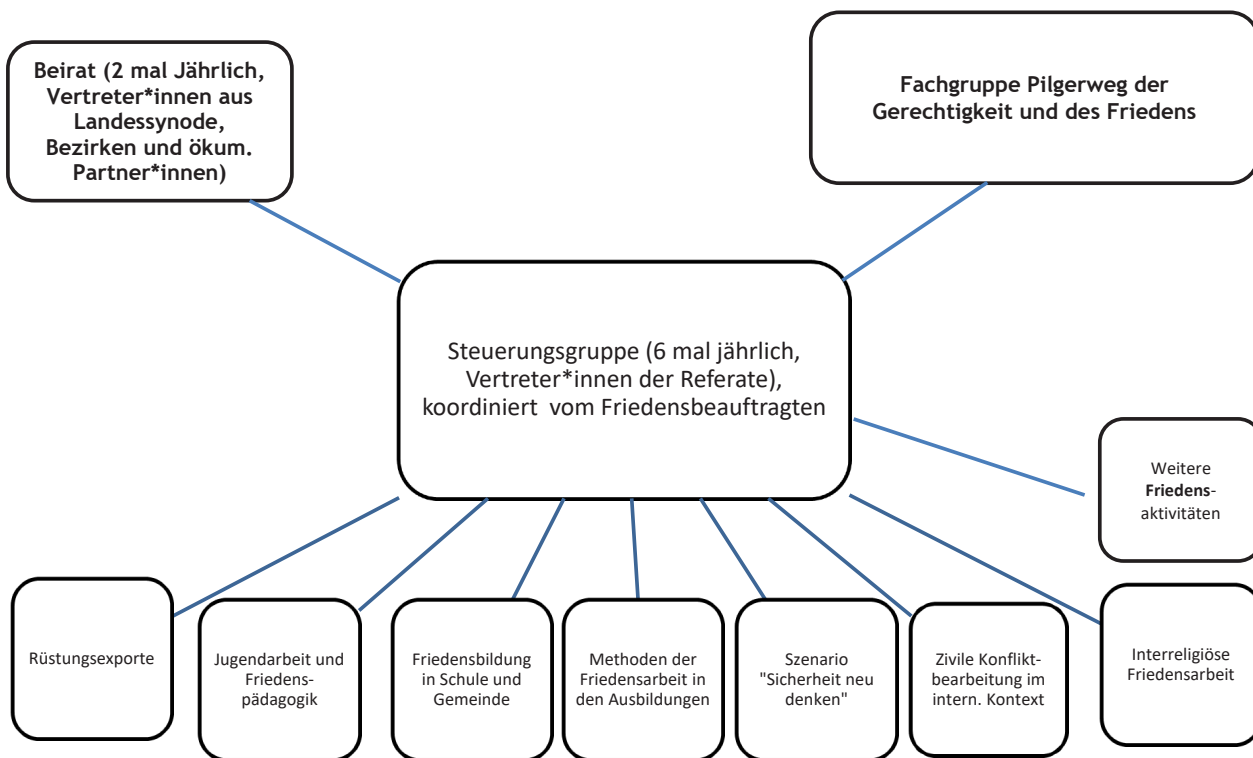 Beirat (2 mal Jährlich,
Vertreter*innen aus
Landessynode,
Bezirken und ökum.
Partner*innen)
Fachgruppe Pilgerweg der
Gerechtigkeit und des Friedens
Steuerungsgruppe (6 mal jährlich,
Vertreter*innen der Referate),
koordiniert vom Friedensbeauftragten
Weitere
Friedens-
aktivitäten
Rüstungsexporte
Jugendarbeit und
Friedens-
pädagogik
Friedensbildung
in Schule und
Gemeinde
Methoden der
Friedensarbeit in
den Ausbildungen
Szenario
"Sicherheit neu
denken"
Zivile Konflikt-
bearbeitung im
intern. Kontext
Interreligiöse
Friedensarbeit